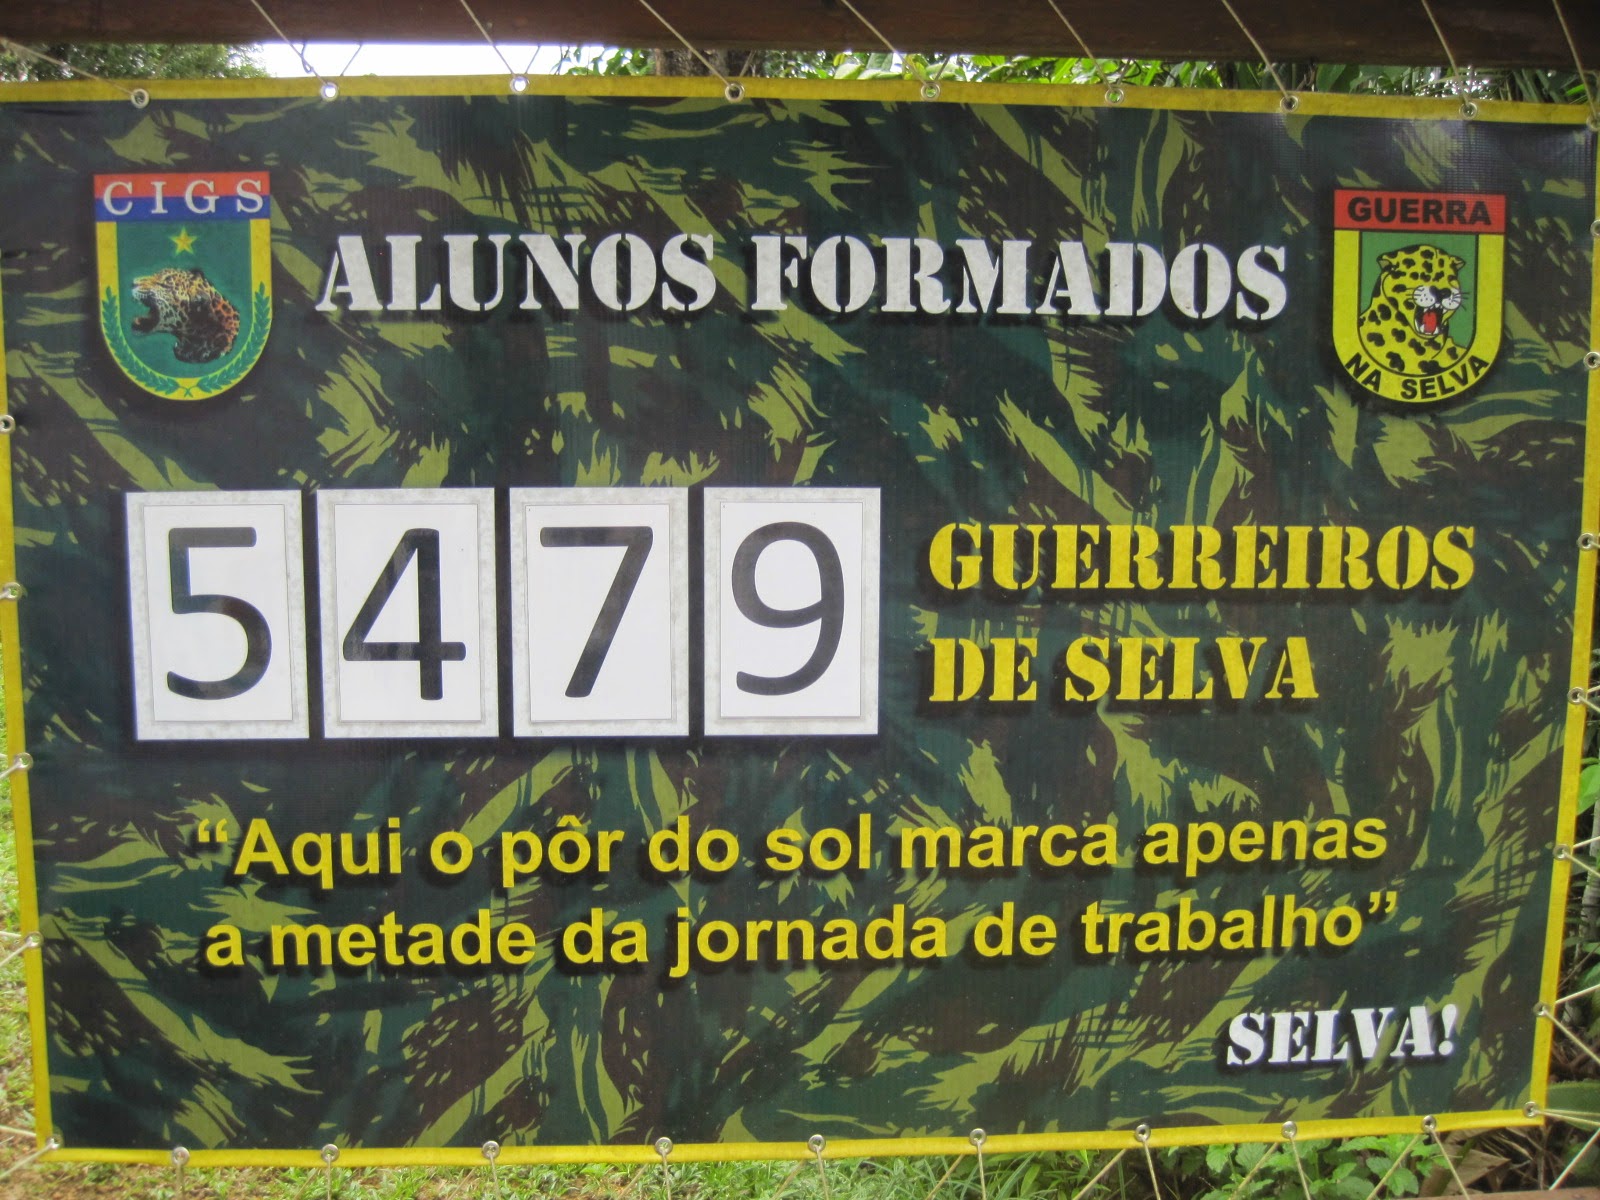 CIGS
ALUNOS FORMADOS
GUERRA
NA SELVA
5479
GUERREIROS
DE SELVA
“Aqui o pôr do sol marca apenas
a metade da jornada de trabalho”
SELVA!